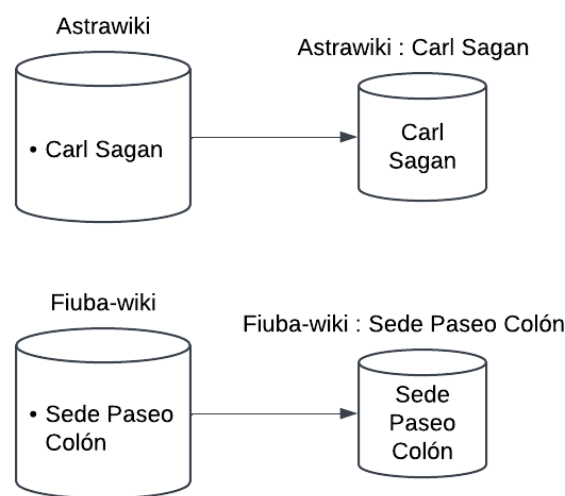 Astrawiki
Astrawiki : Carl Sagan
• Carl Sagan
Carl
Sagan
Fiuba-wiki
Fiuba-wiki : Sede Paseo Colón
• Sede Paseo
Colón
Sede
Paseo
Colón